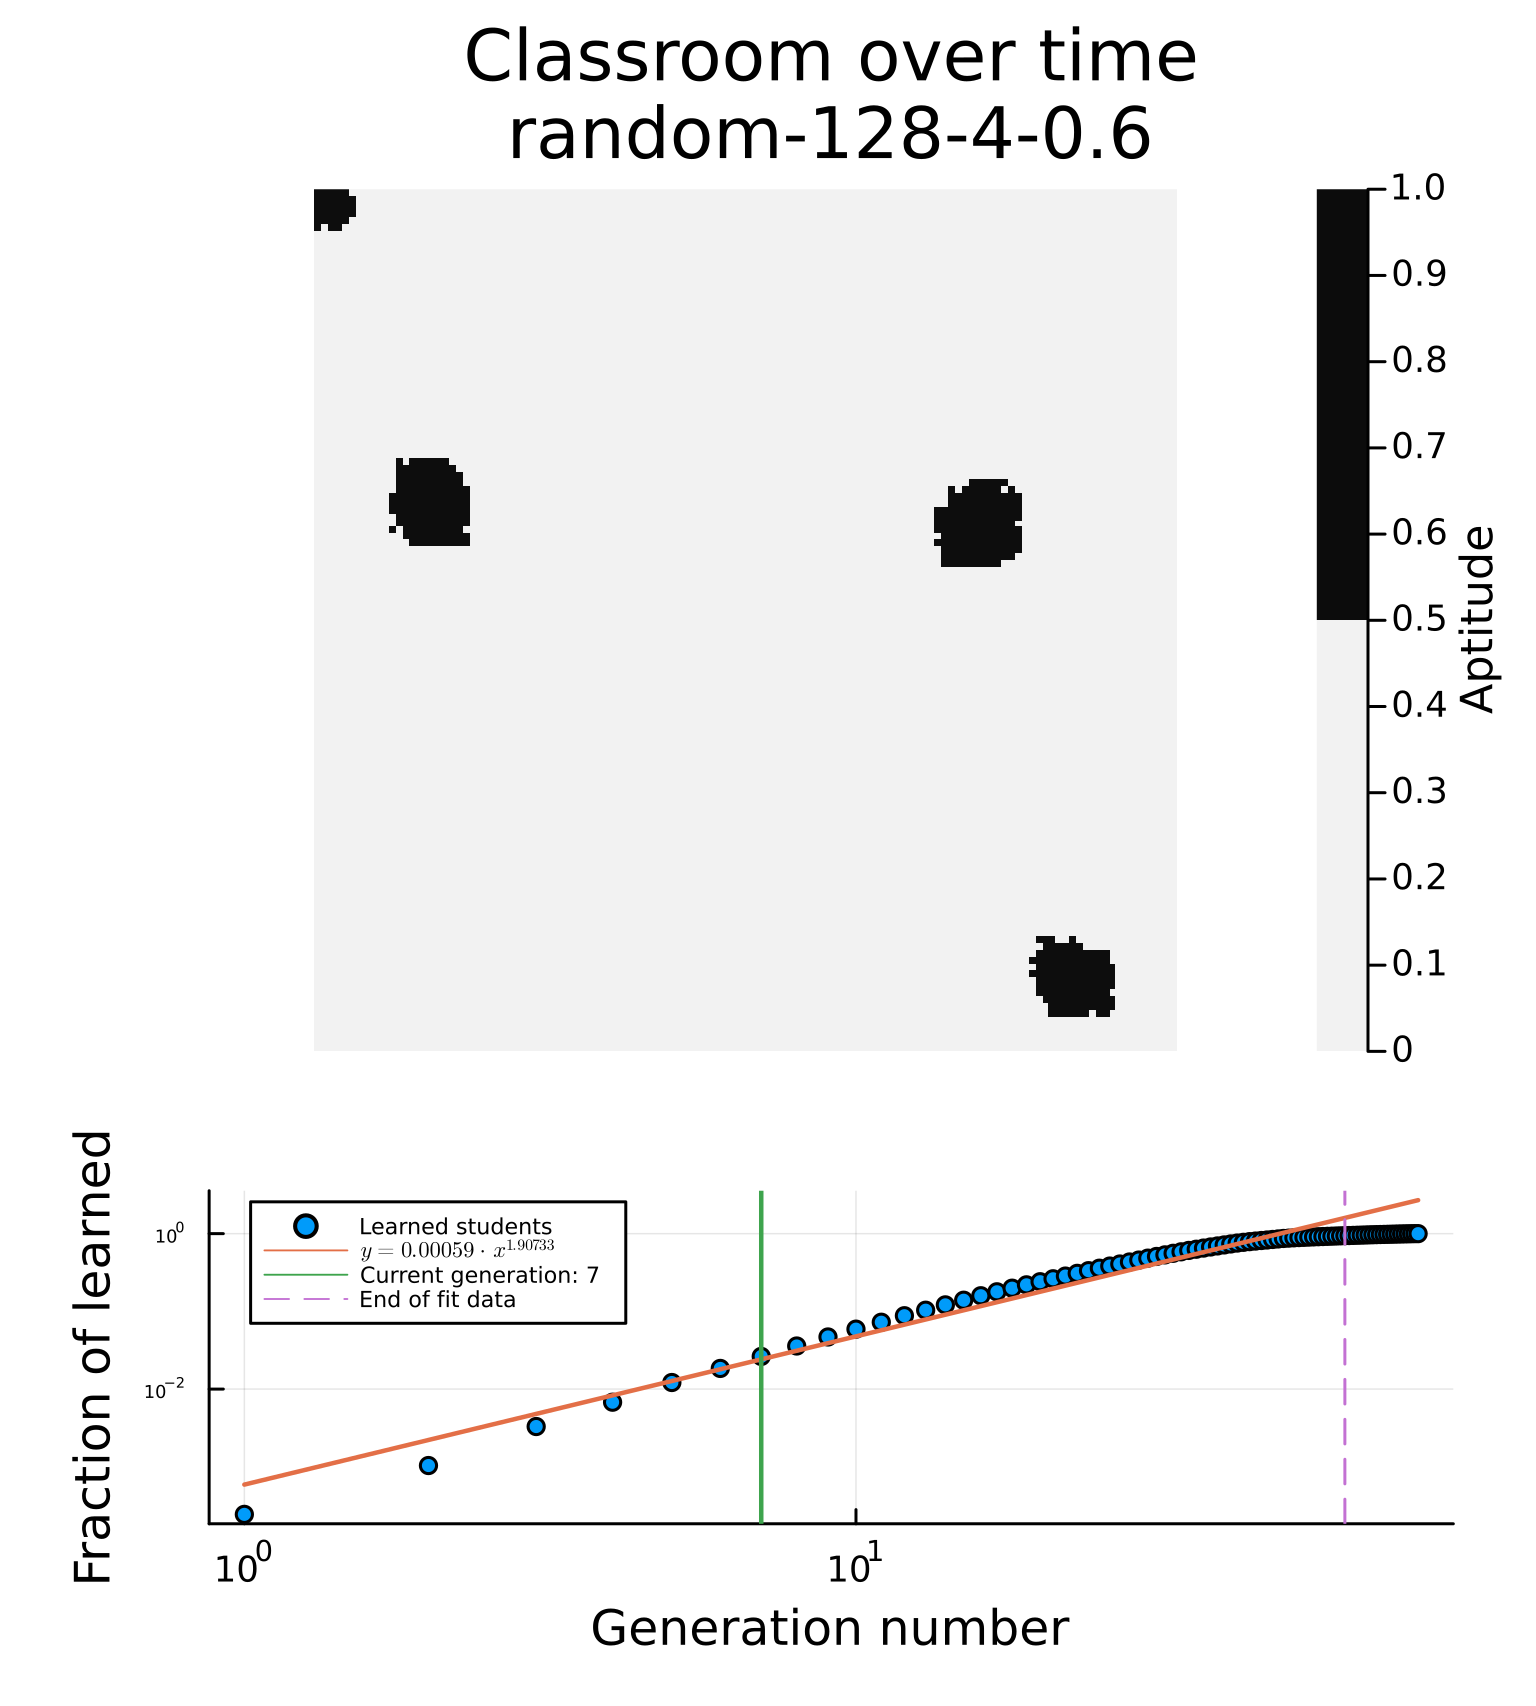 Classroom over time
random-128-4-0.6
1.0
0.9
0.8
0.7
0.6
0.5
0.4
0.3
0.2
0.1
0
Aptitude
Fraction of learned
10⁰
10⁻²
Learned students
y = 0.00059 · x^1.90733
Current generation: 7
End of fit data
10⁰
10¹
Generation number